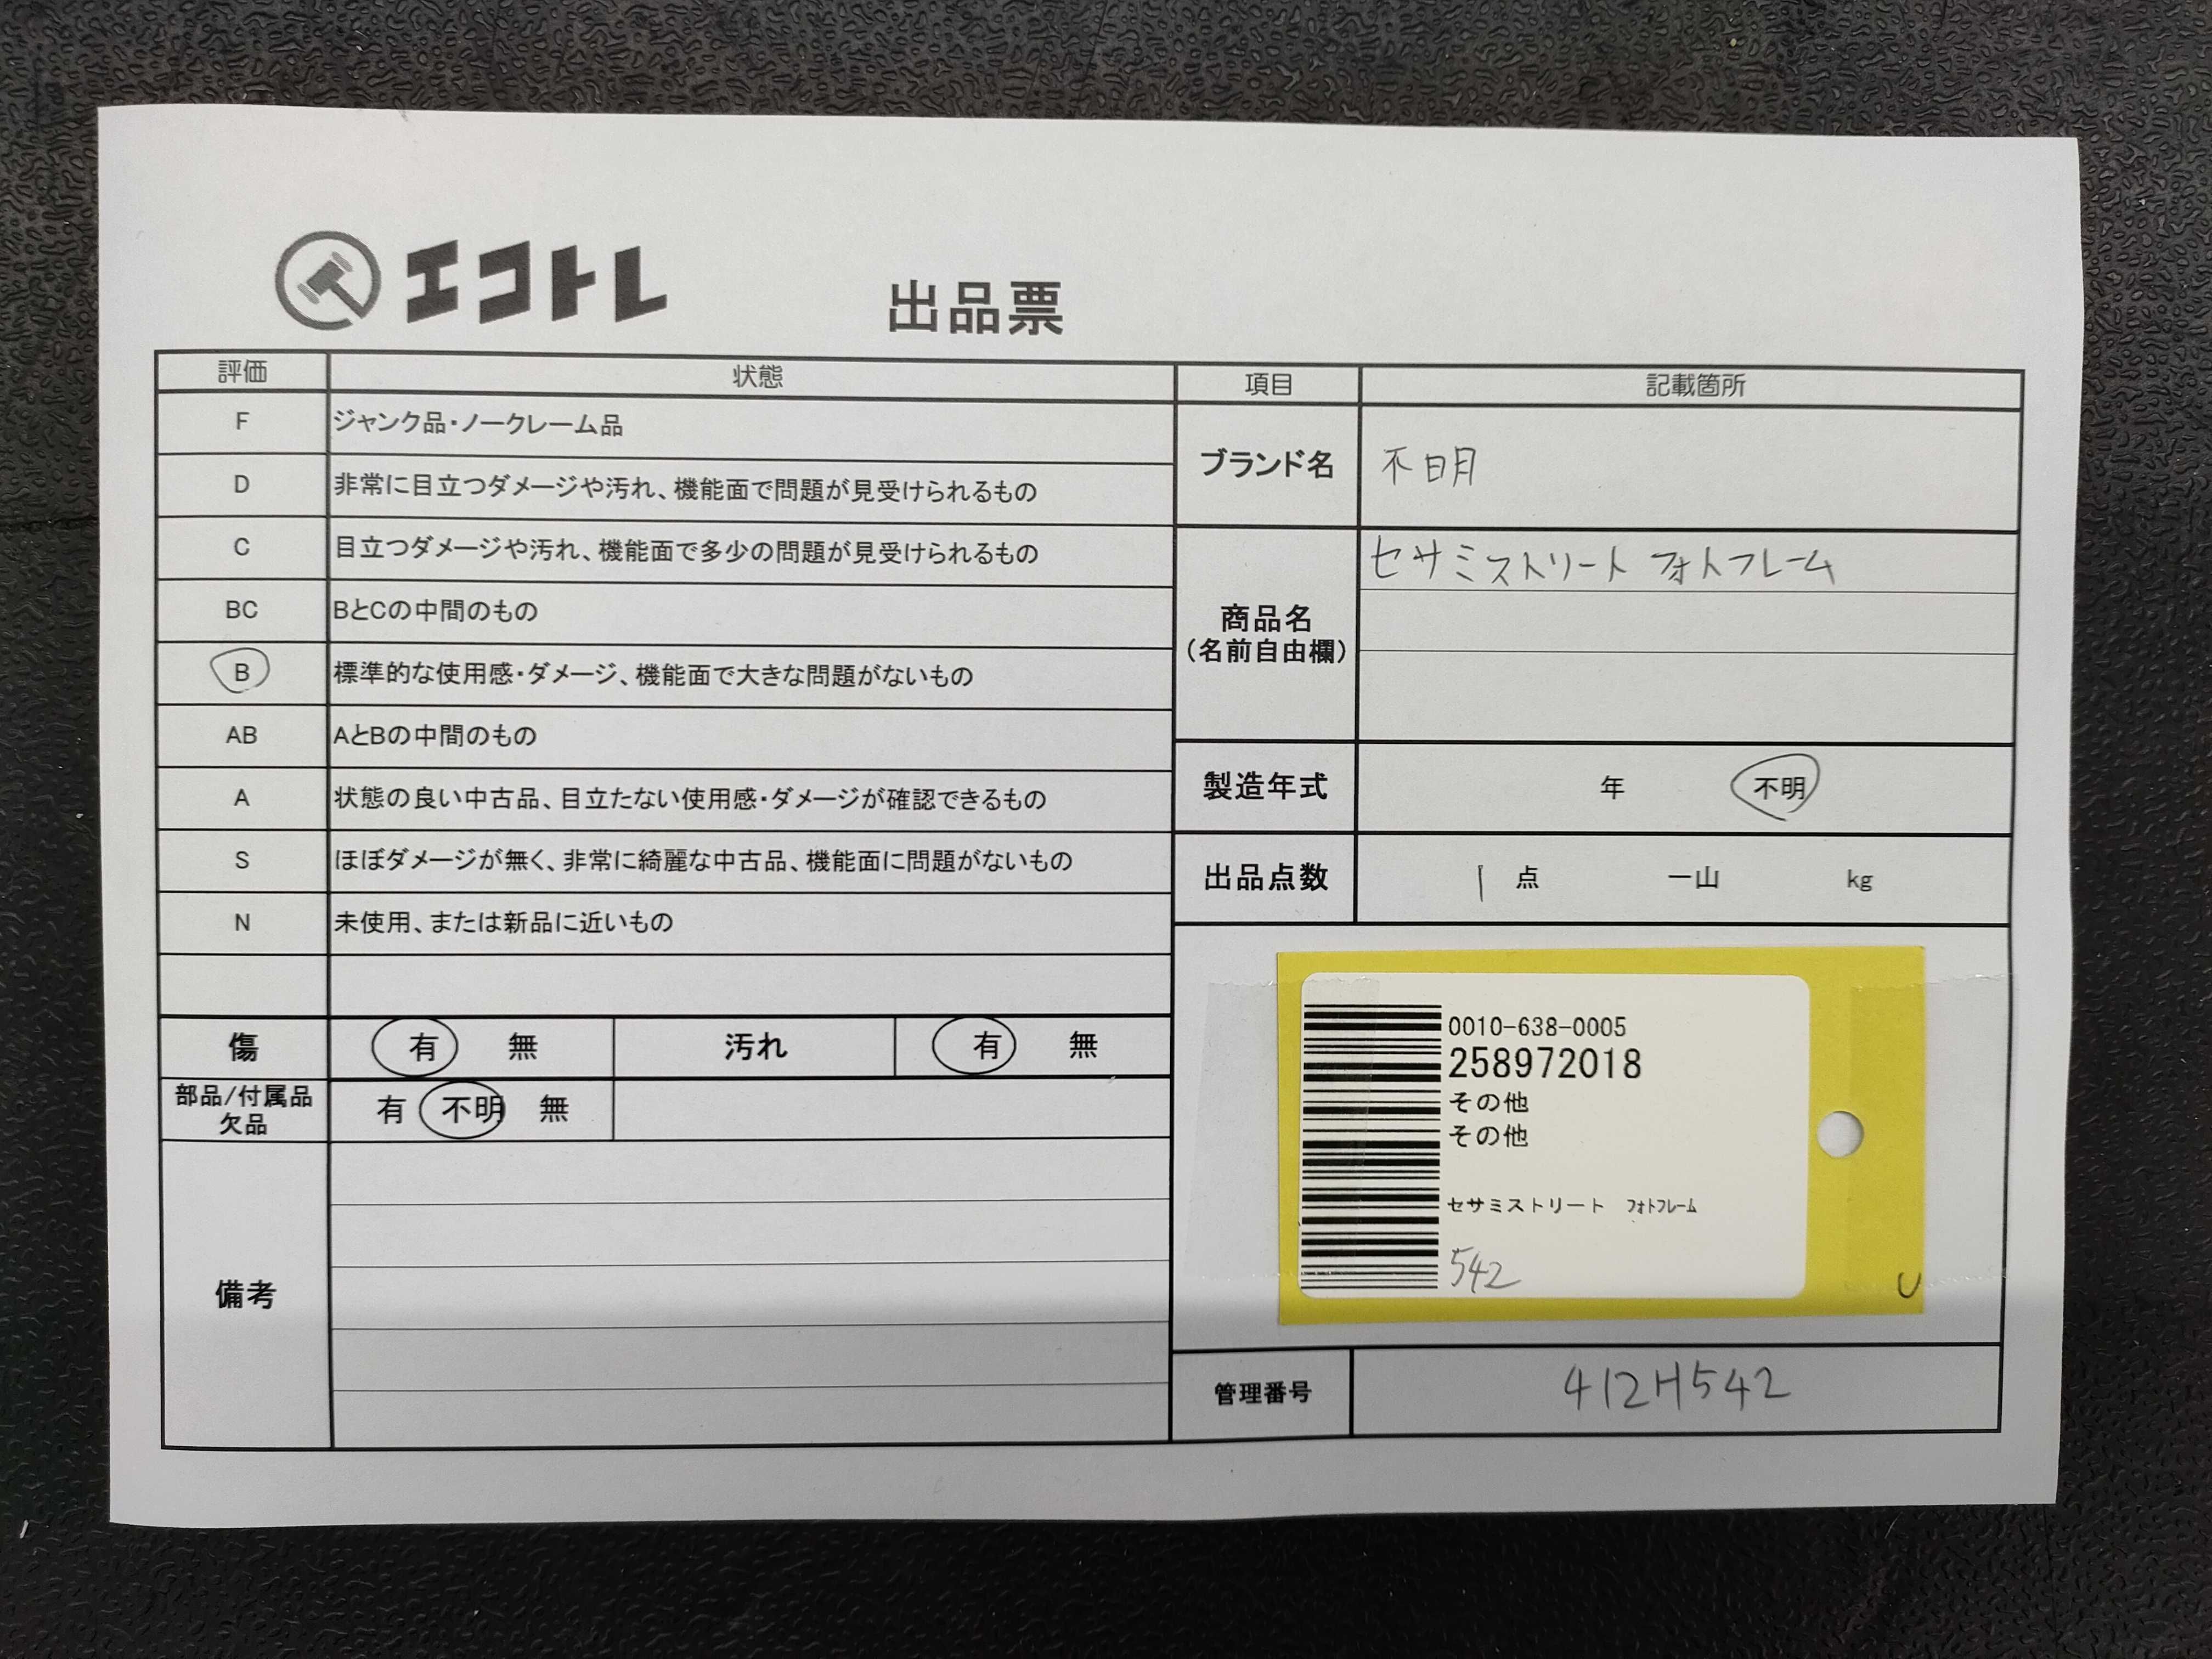 エコトレ
出品票
評価 状態
F ジャンク品・ノークレーム品
D 非常に目立つダメージや汚れ、機能面で問題が見受けられるもの
C 目立つダメージや汚れ、機能面で多少の問題が見受けられるもの
BC BとCの中間のもの
B 標準的な使用感・ダメージ、機能面で大きな問題がないもの
AB AとBの中間のもの
A 状態の良い中古品、目立たない使用感・ダメージが確認できるもの
S ほぼダメージが無く、非常に綺麗な中古品、機能面に問題がないもの
N 未使用、または新品に近いもの
傷 有 無 汚れ 有 無
部品/付属品
欠品
有 不明 無
備考
項目 記載箇所
ブランド名 不明
商品名
(名前自由欄)
セサミストリート フォトフレーム
製造年式 年 不明
出品点数 1 点 一山 kg
0010-638-0005
258972018
その他
その他
セサミストリート フォトフレーム
542
U
管理番号 412H542